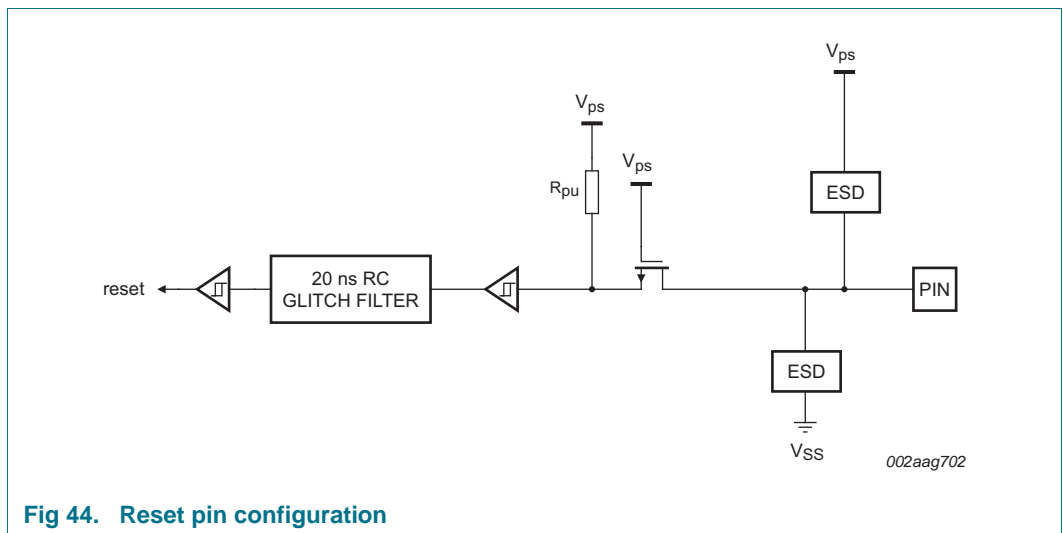 Vps
Vps
Vps
Rpu
ESD
reset
20 ns RC
GLITCH FILTER
PIN
ESD
VSS
002aag702
Fig 44. Reset pin configuration